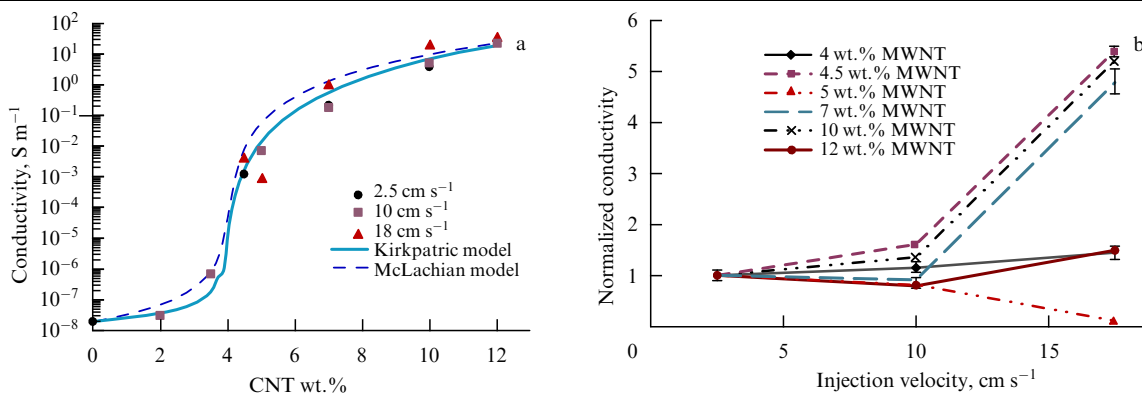 a
10²
10¹
10⁰
10⁻¹
10⁻²
10⁻³
10⁻⁴
10⁻⁵
10⁻⁶
10⁻⁷
10⁻⁸
Conductivity, S m⁻¹
2.5 cm s⁻¹
10 cm s⁻¹
18 cm s⁻¹
Kirkpatric model
McLachian model
0 2 4 6 8 10 12
CNT wt.%
b
6
5
4
3
2
1
Normalized conductivity
4 wt.% MWNT
4.5 wt.% MWNT
5 wt.% MWNT
7 wt.% MWNT
10 wt.% MWNT
12 wt.% MWNT
0 5 10 15
Injection velocity, cm s⁻¹